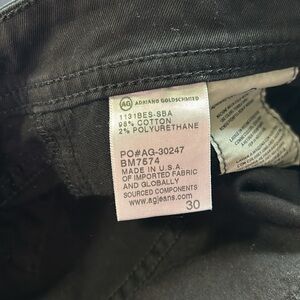 AG ADRIANO GOLDSCHMIED
1131BES-SBA
98% COTTON
2% POLYURETHANE
PO#AG-30247
BM7574
MADE IN U.S.A
OF IMPORTED FABRIC
AND GLOBALLY
SOURCED COMPONENTS
www.agjeans.com
30